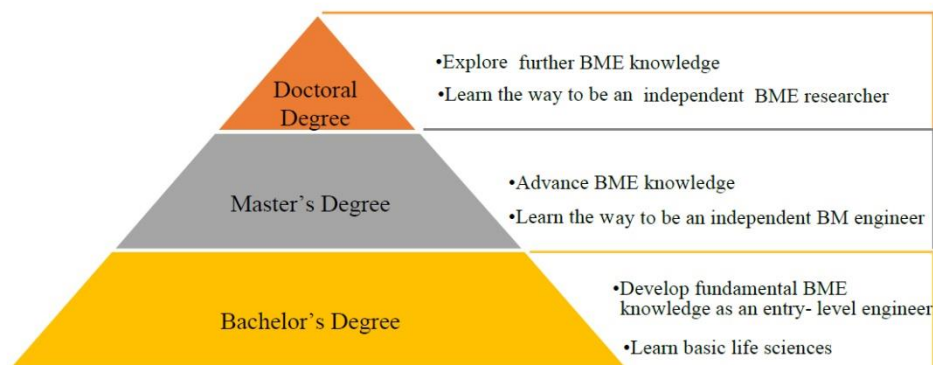 Doctoral
Degree
•Explore further BME knowledge
•Learn the way to be an independent BME researcher
Master's Degree
•Advance BME knowledge
•Learn the way to be an independent BM engineer
Bachelor's Degree
•Develop fundamental BME
knowledge as an entry- level engineer
•Learn basic life sciences